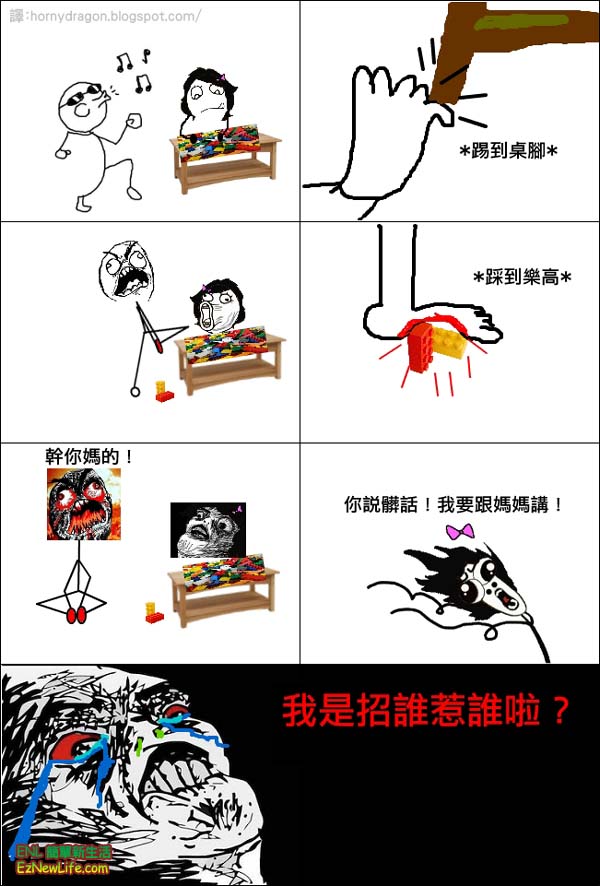 譯:hornydragon.blogspot.com/
*踢到桌腳*
*踩到樂高*
幹你媽的！
你說髒話！我要跟媽媽講！
我是招誰惹誰啦？
ENL 簡單新生活
EzNewLife.com